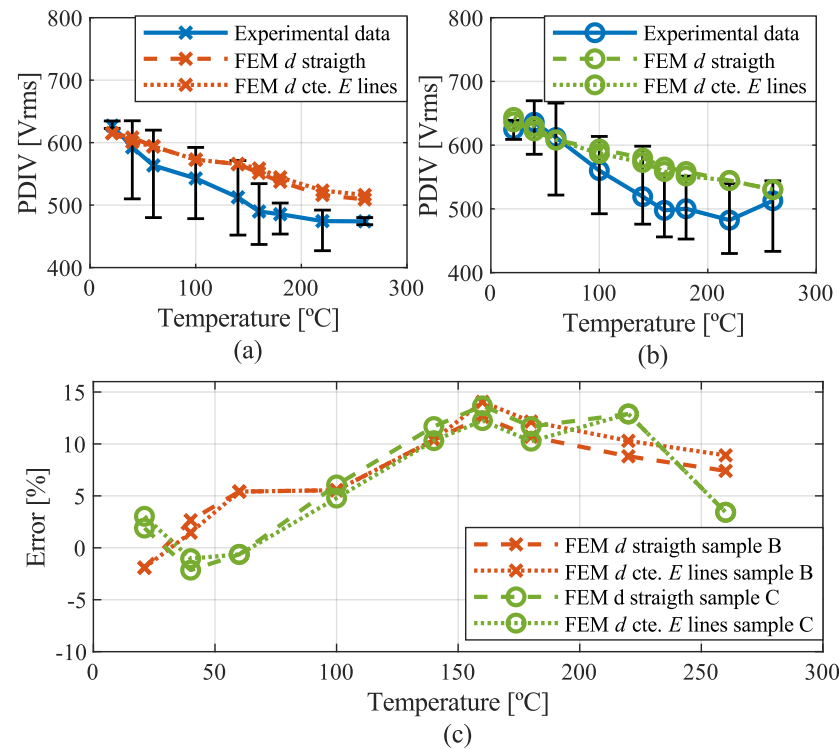 800
700
600
500
400
PDIV [Vrms]
0
100
200
300
Temperature [ºC]
Experimental data
FEM d straigth
FEM d cte. E lines
(a)
800
700
600
500
400
PDIV [Vrms]
0
100
200
300
Temperature [ºC]
Experimental data
FEM d straigth
FEM d cte. E lines
(b)
15
10
5
0
-5
-10
Error [%]
0
50
100
150
200
250
300
Temperature [ºC]
FEM d straigth sample B
FEM d cte. E lines sample B
FEM d straigth sample C
FEM d cte. E lines sample C
(c)